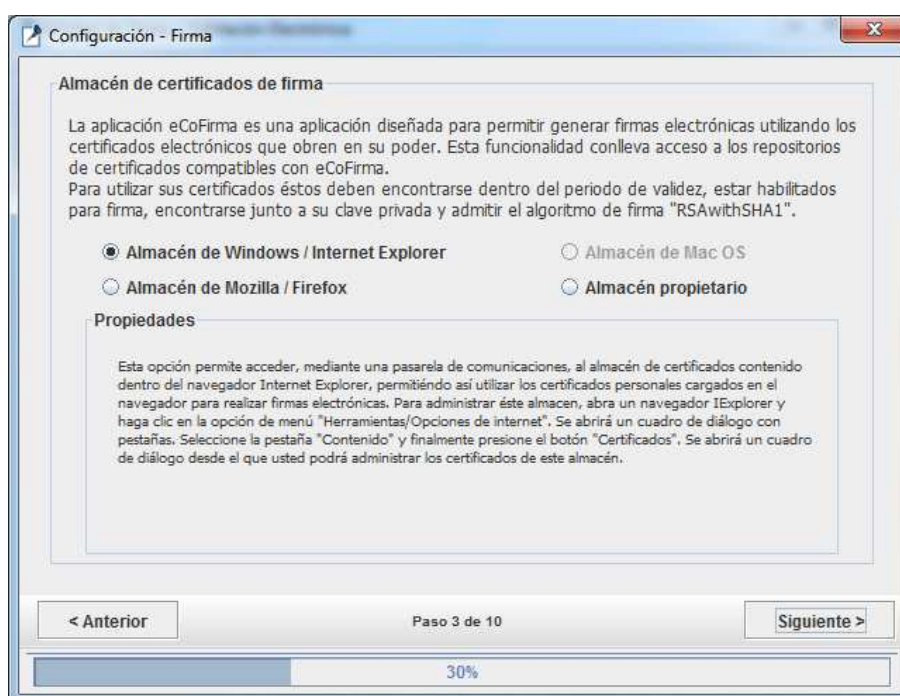 Configuración - Firma
Almacén de certificados de firma
La aplicación eCoFirma es una aplicación diseñada para permitir generar firmas electrónicas utilizando los
certificados electrónicos que obren en su poder. Esta funcionalidad conlleva acceso a los repositorios
de certificados compatibles con eCoFirma.
Para utilizar sus certificados éstos deben encontrarse dentro del periodo de validez, estar habilitados
para firma, encontrarse junto a su clave privada y admitir el algoritmo de firma "RSAwithSHA1".
Almacén de Windows / Internet Explorer
Almacén de Mac OS
Almacén de Mozilla / Firefox
Almacén propietario
Propiedades
Esta opción permite acceder, mediante una pasarela de comunicaciones, al almacén de certificados contenido
dentro del navegador Internet Explorer, permitiéndo así utilizar los certificados personales cargados en el
navegador para realizar firmas electrónicas. Para administrar éste almacen, abra un navegador IExplorer y
haga clic en la opción de menú "Herramientas/Opciones de internet". Se abrirá un cuadro de diálogo con
pestañas. Seleccione la pestaña "Contenido" y finalmente presione el botón "Certificados". Se abrirá un cuadro
de diálogo desde el que usted podrá administrar los certificados de este almacén.
< Anterior
Paso 3 de 10
Siguiente >
30%